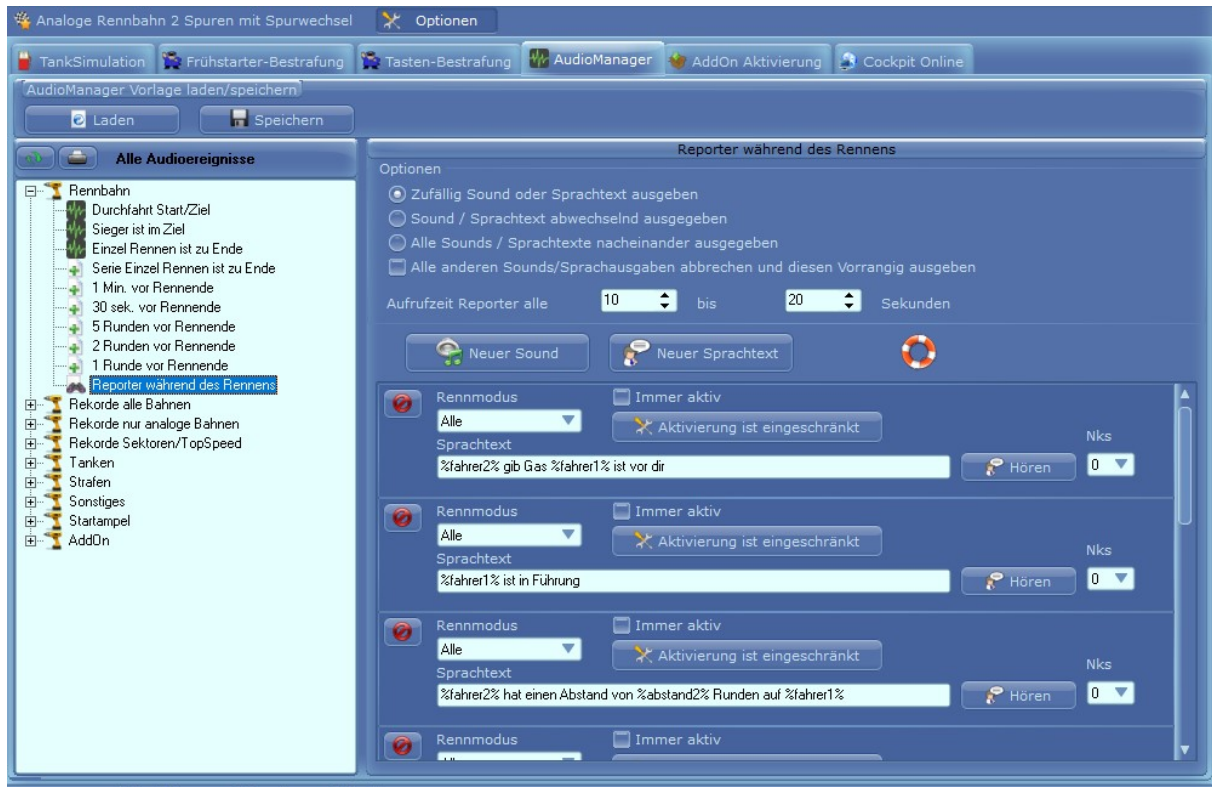 Analoge Rennbahn 2 Spuren mit Spurwechsel Optionen
TankSimulation Frühstarter-Bestrafung Tasten-Bestrafung AudioManager AddOn Aktivierung Cockpit Online
AudioManager Vorlage laden/speichern
Laden Speichern
Alle Audioereignisse
Rennbahn
Durchfahrt Start/Ziel
Sieger ist im Ziel
Einzel Rennen ist zu Ende
Serie Einzel Rennen ist zu Ende
1 Min. vor Rennende
30 sek. vor Rennende
5 Runden vor Rennende
2 Runden vor Rennende
1 Runde vor Rennende
Reporter während des Rennens
Rekorde alle Bahnen
Rekorde nur analoge Bahnen
Rekorde Sektoren/TopSpeed
Tanken
Strafen
Sonstiges
Startampel
AddOn
Reporter während des Rennens
Optionen
Zufällig Sound oder Sprachtext ausgeben
Sound / Sprachtext abwechselnd ausgegeben
Alle Sounds / Sprachtexte nacheinander ausgegeben
Alle anderen Sounds/Sprachausgaben abbrechen und diesen Vorrangig ausgeben
Aufrufzeit Reporter alle 10 bis 20 Sekunden
Neuer Sound Neuer Sprachtext
Rennmodus Immer aktiv
Alle Aktivierung ist eingeschränkt
Sprachtext Nks
%fahrer2% gib Gas %fahrer1% ist vor dir Hören 0
Rennmodus Immer aktiv
Alle Aktivierung ist eingeschränkt
Sprachtext Nks
%fahrer1% ist in Führung Hören 0
Rennmodus Immer aktiv
Alle Aktivierung ist eingeschränkt
Sprachtext Nks
%fahrer2% hat einen Abstand von %abstand2% Runden auf %fahrer1% Hören 0
Rennmodus Immer aktiv